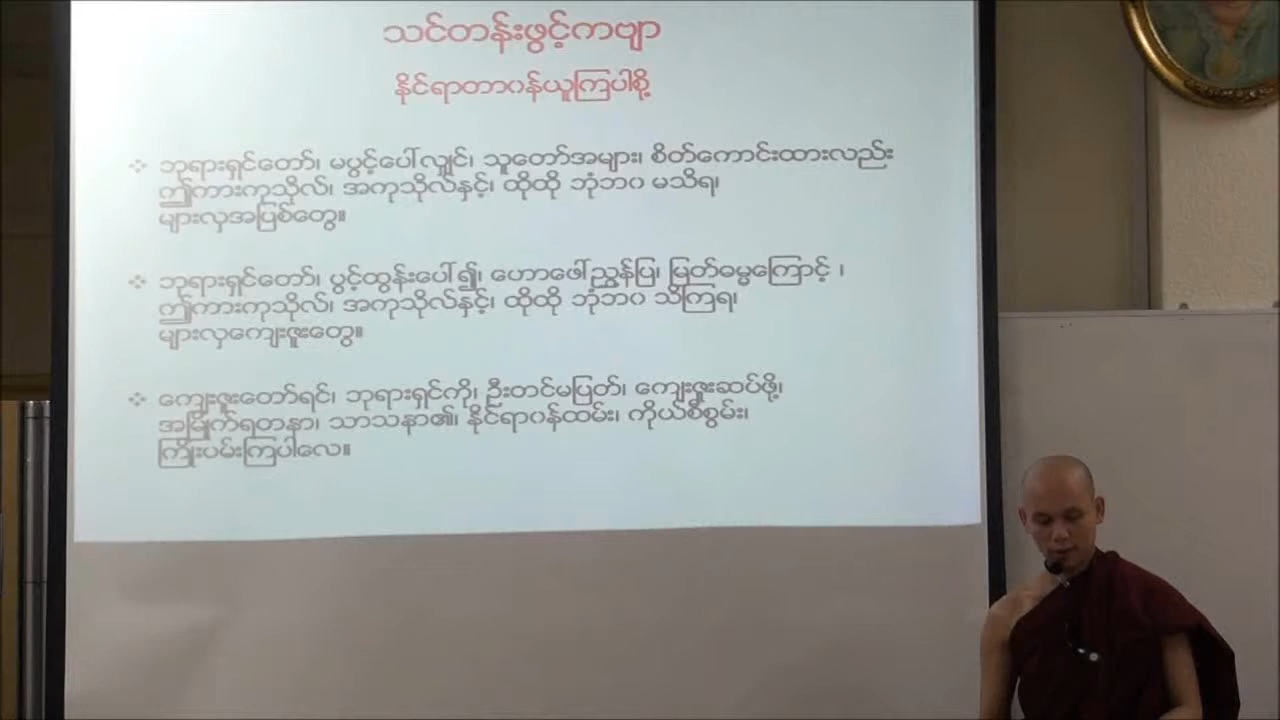 သင်တန်းဖွင့်ကဗျာ
နိုင်ရာတာဝန်ယူကြပါစို့
ဘုရားရှင်တော်၊ မပွင့်ပေါ်လျှင်၊ သူတော်အများ၊ စိတ်ကောင်းထားလည်း
ဤကားကုသိုလ်၊ အကုသိုလ်နှင့်၊ ထိုထို ဘုံဘဝ မသိရ၊
များလှအပြစ်တွေ။
ဘုရားရှင်တော်၊ ပွင့်ထွန်းပေါ်၍၊ ဟောဖေါ်ညွှန်ပြ၊ မြတ်ဓမ္မကြောင့် ၊
ဤကားကုသိုလ်၊ အကုသိုလ်နှင့်၊ ထိုထို ဘုံဘဝ သိကြရ၊
များလှကျေးဇူးတွေ။
ကျေးဇူးတော်ရင်၊ ဘုရားရှင်ကို၊ ဦးတင်မပြတ်၊ ကျေးဇူးဆပ်ဖို့၊
အမြိုက်ရတနာ၊ သာသနာ၏၊ နိုင်ရာဝန်ထမ်း၊ ကိုယ်စီစွမ်း၊
ကြိုးပမ်းကြပါလေ။